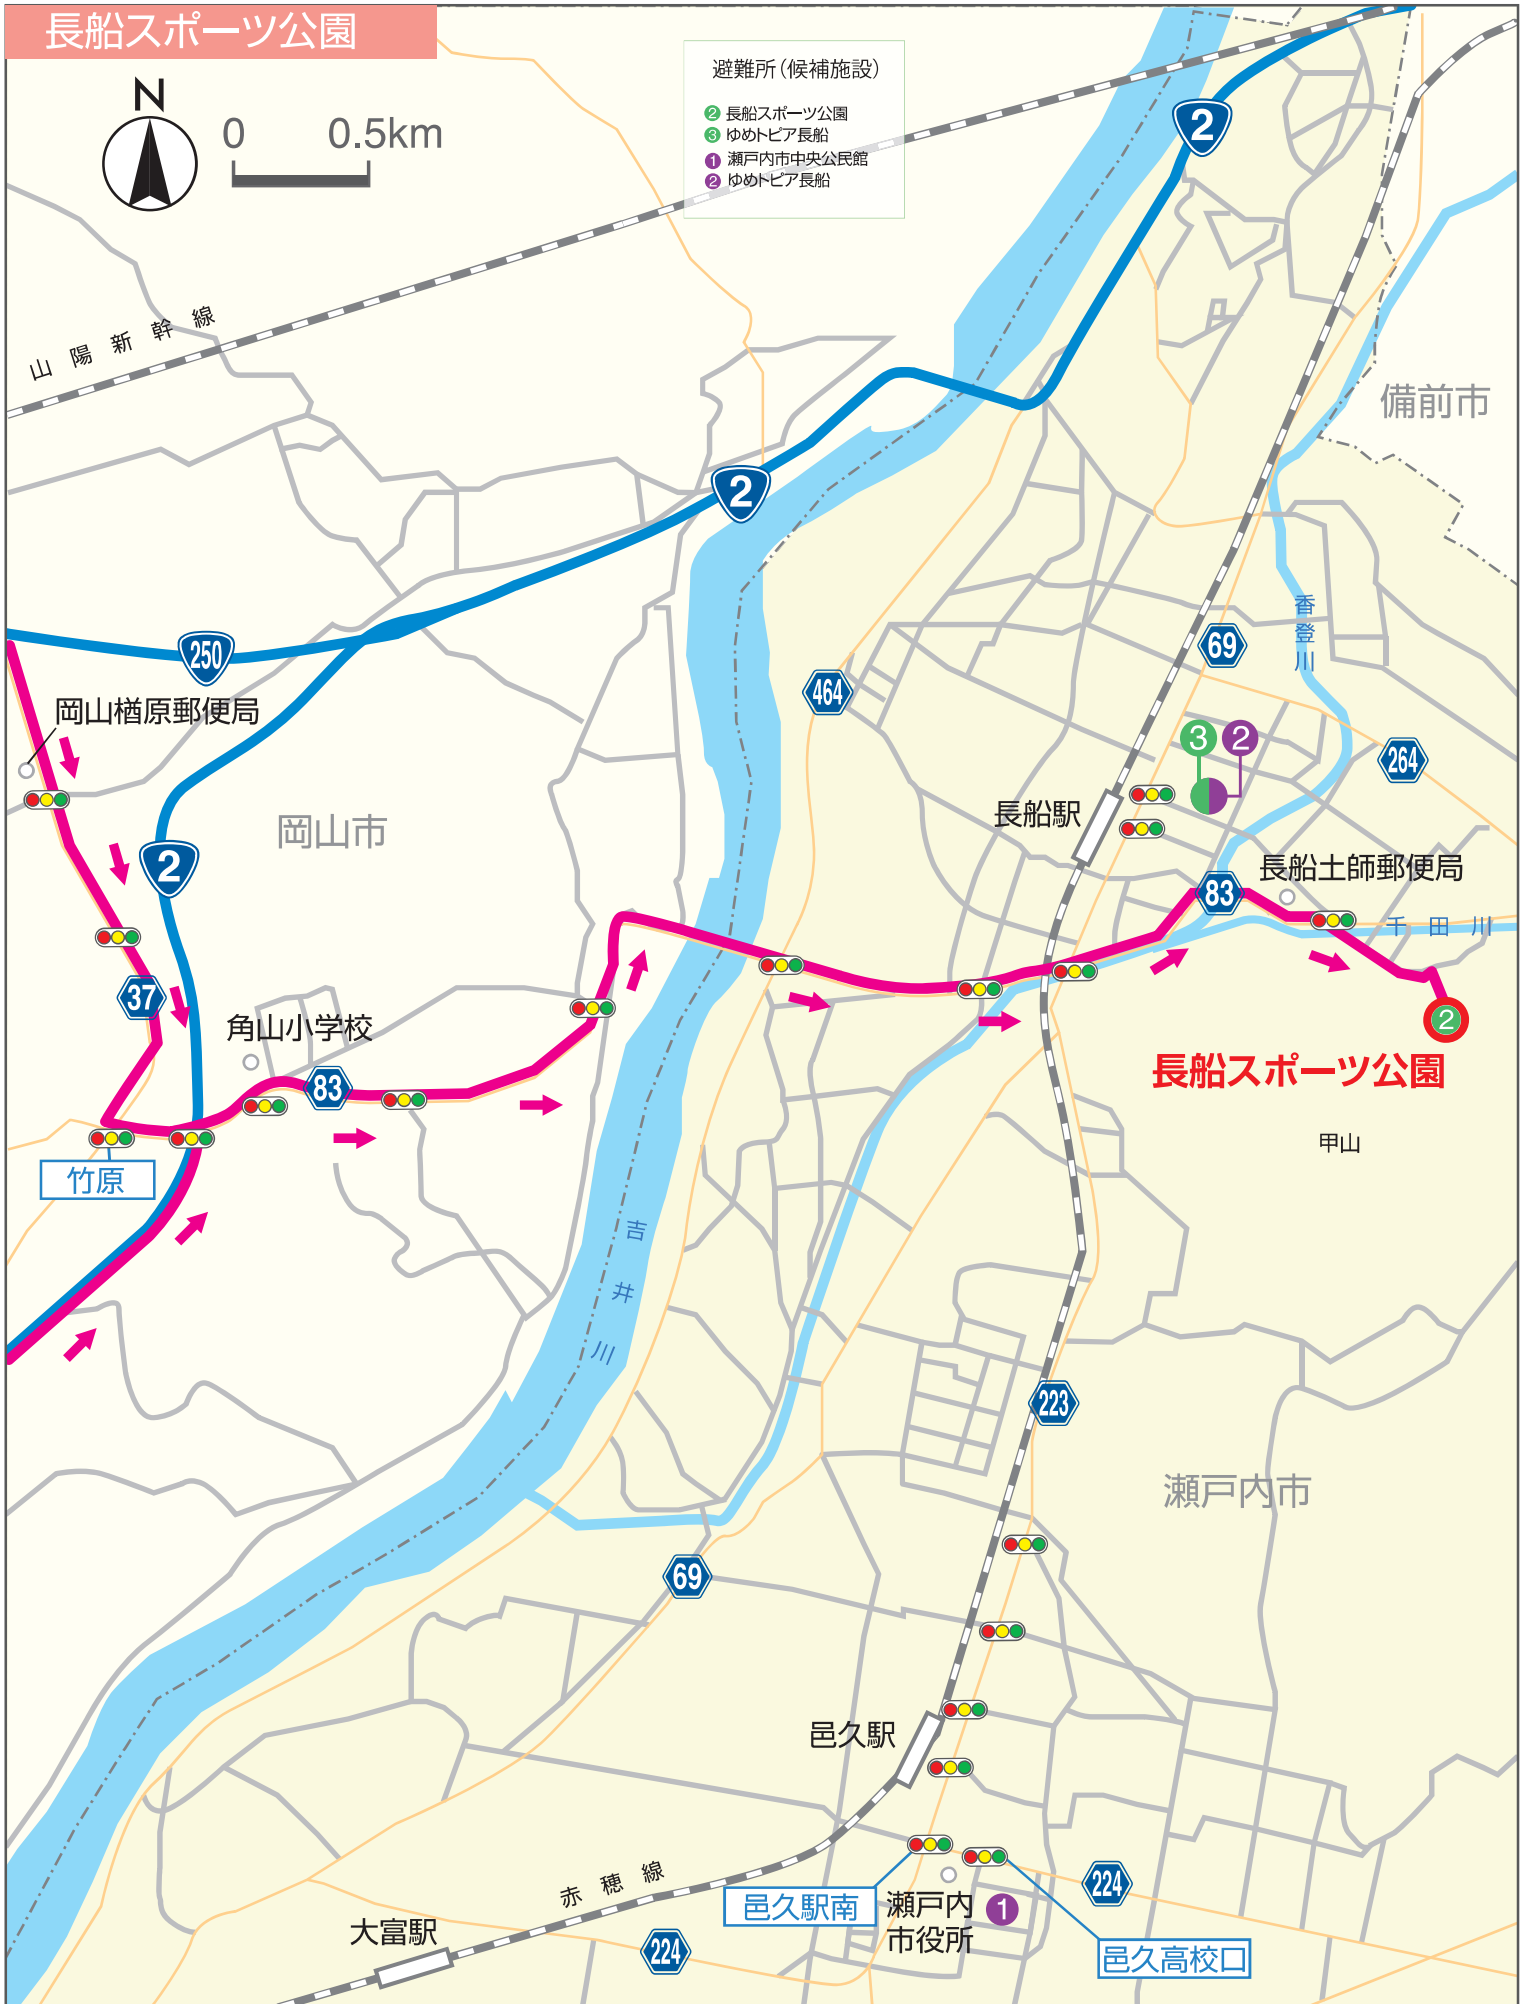 長船スポーツ公園
N
0 0.5km
避難所(候補施設)
2 長船スポーツ公園
3 ゆめトピア長船
1 瀬戸内市中央公民館
2 ゆめトピア長船
2
山陽新幹線
備前市
2
香登川
250
69
464
岡山楢原郵便局
3 2
264
岡山市
長船駅
2
長船土師郵便局
83
千田川
37
角山小学校
2
長船スポーツ公園
83
甲山
竹原
吉井川
223
瀬戸内市
69
邑久駅
赤穂線
224
邑久駅南
瀬戸内
市役所
1
大富駅
224
邑久高校口